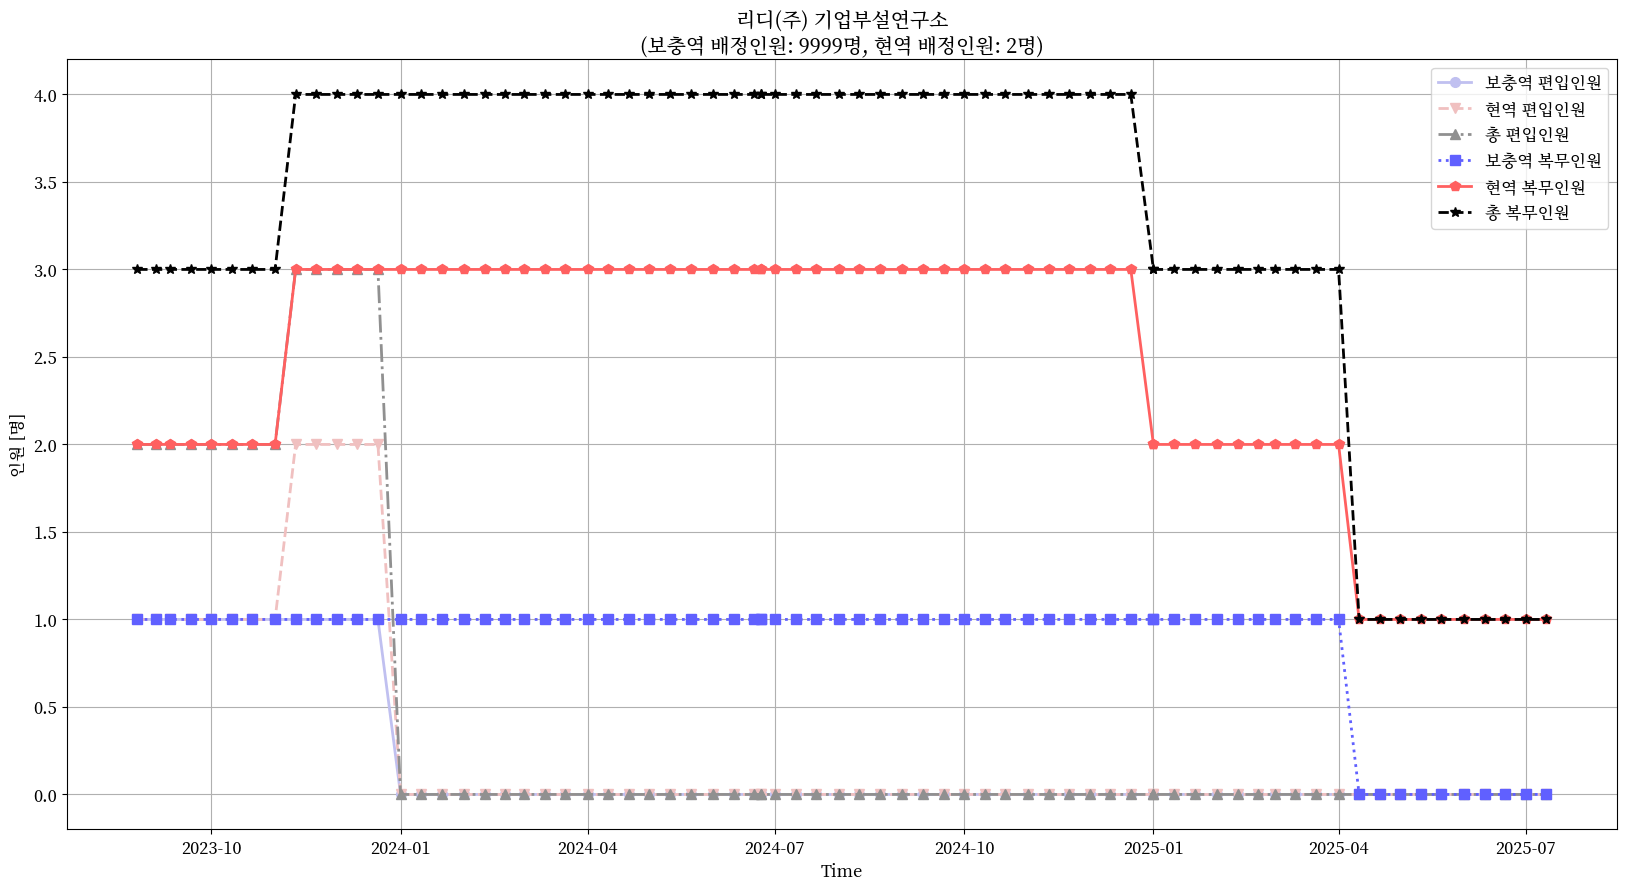 리디(주) 기업부설연구소
(보충역 배정인원: 9999명, 현역 배정인원: 2명)
보충역 편입인원
현역 편입인원
총 편입인원
보충역 복무인원
현역 복무인원
총 복무인원
인원 [명]
4.0
3.5
3.0
2.5
2.0
1.5
1.0
0.5
0.0
2023-10
2024-01
2024-04
2024-07
2024-10
2025-01
2025-04
2025-07
Time